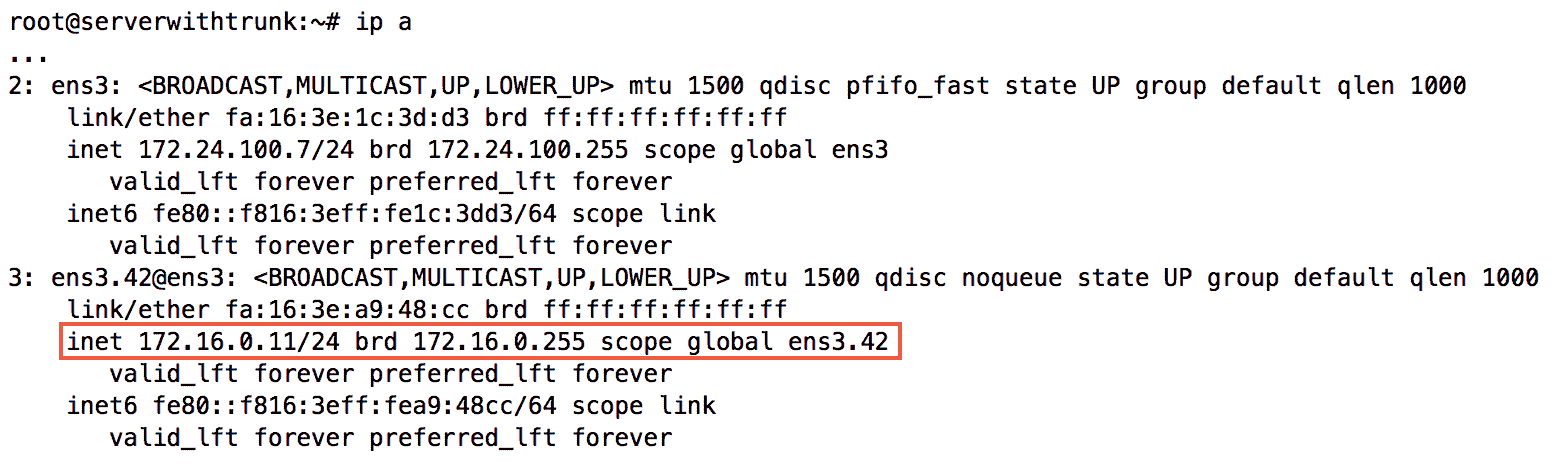 root@serverwithtrunk:~# ip a
...
2: ens3: <BROADCAST,MULTICAST,UP,LOWER_UP> mtu 1500 qdisc pfifo_fast state UP group default qlen 1000
    link/ether fa:16:3e:1c:3d:d3 brd ff:ff:ff:ff:ff:ff
    inet 172.24.100.7/24 brd 172.24.100.255 scope global ens3
       valid_lft forever preferred_lft forever
    inet6 fe80::f816:3eff:fe1c:3dd3/64 scope link
       valid_lft forever preferred_lft forever
3: ens3.42@ens3: <BROADCAST,MULTICAST,UP,LOWER_UP> mtu 1500 qdisc noqueue state UP group default qlen 1000
    link/ether fa:16:3e:a9:48:cc brd ff:ff:ff:ff:ff:ff
    inet 172.16.0.11/24 brd 172.16.0.255 scope global ens3.42
       valid_lft forever preferred_lft forever
    inet6 fe80::f816:3eff:fea9:48cc/64 scope link
       valid_lft forever preferred_lft forever